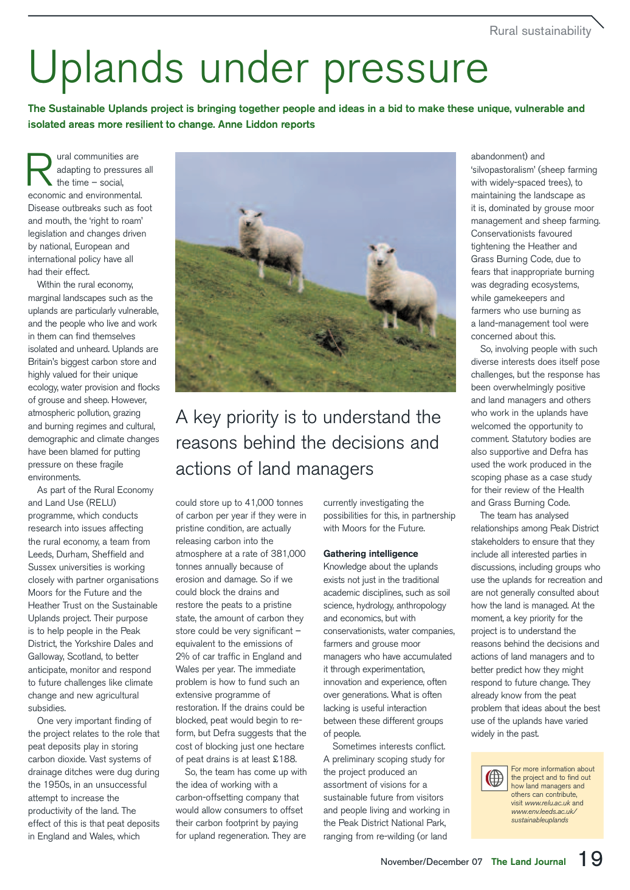 Rural sustainability
Uplands under pressure
The Sustainable Uplands project is bringing together people and ideas in a bid to make these unique, vulnerable and
isolated areas more resilient to change. Anne Liddon reports
Rural communities are
adapting to pressures all
the time – social,
economic and environmental.
Disease outbreaks such as foot
and mouth, the ‘right to roam’
legislation and changes driven
by national, European and
international policy have all
had their effect.
Within the rural economy,
marginal landscapes such as the
uplands are particularly vulnerable,
and the people who live and work
in them can find themselves
isolated and unheard. Uplands are
Britain’s biggest carbon store and
highly valued for their unique
ecology, water provision and flocks
of grouse and sheep. However,
atmospheric pollution, grazing
and burning regimes and cultural,
demographic and climate changes
have been blamed for putting
pressure on these fragile
environments.
As part of the Rural Economy
and Land Use (RELU)
programme, which conducts
research into issues affecting
the rural economy, a team from
Leeds, Durham, Sheffield and
Sussex universities is working
closely with partner organisations
Moors for the Future and the
Heather Trust on the Sustainable
Uplands project. Their purpose
is to help people in the Peak
District, the Yorkshire Dales and
Galloway, Scotland, to better
anticipate, monitor and respond
to future challenges like climate
change and new agricultural
subsidies.
One very important finding of
the project relates to the role that
peat deposits play in storing
carbon dioxide. Vast systems of
drainage ditches were dug during
the 1950s, in an unsuccessful
attempt to increase the
productivity of the land. The
effect of this is that peat deposits
in England and Wales, which
A key priority is to understand the
reasons behind the decisions and
actions of land managers
could store up to 41,000 tonnes
of carbon per year if they were in
pristine condition, are actually
releasing carbon into the
atmosphere at a rate of 381,000
tonnes annually because of
erosion and damage. So if we
could block the drains and
restore the peats to a pristine
state, the amount of carbon they
store could be very significant –
equivalent to the emissions of
2% of car traffic in England and
Wales per year. The immediate
problem is how to fund such an
extensive programme of
restoration. If the drains could be
blocked, peat would begin to re-
form, but Defra suggests that the
cost of blocking just one hectare
of peat drains is at least £188.
So, the team has come up with
the idea of working with a
carbon-offsetting company that
would allow consumers to offset
their carbon footprint by paying
for upland regeneration. They are
currently investigating the
possibilities for this, in partnership
with Moors for the Future.
Gathering intelligence
Knowledge about the uplands
exists not just in the traditional
academic disciplines, such as soil
science, hydrology, anthropology
and economics, but with
conservationists, water companies,
farmers and grouse moor
managers who have accumulated
it through experimentation,
innovation and experience, often
over generations. What is often
lacking is useful interaction
between these different groups
of people.
Sometimes interests conflict.
A preliminary scoping study for
the project produced an
assortment of visions for a
sustainable future from visitors
and people living and working in
the Peak District National Park,
ranging from re-wilding (or land
abandonment) and
‘silvopastoralism’ (sheep farming
with widely-spaced trees), to
maintaining the landscape as
it is, dominated by grouse moor
management and sheep farming.
Conservationists favoured
tightening the Heather and
Grass Burning Code, due to
fears that inappropriate burning
was degrading ecosystems,
while gamekeepers and
farmers who use burning as
a land-management tool were
concerned about this.
So, involving people with such
diverse interests does itself pose
challenges, but the response has
been overwhelmingly positive
and land managers and others
who work in the uplands have
welcomed the opportunity to
comment. Statutory bodies are
also supportive and Defra has
used the work produced in the
scoping phase as a case study
for their review of the Health
and Grass Burning Code.
The team has analysed
relationships among Peak District
stakeholders to ensure that they
include all interested parties in
discussions, including groups who
use the uplands for recreation and
are not generally consulted about
how the land is managed. At the
moment, a key priority for the
project is to understand the
reasons behind the decisions and
actions of land managers and to
better predict how they might
respond to future change. They
already know from the peat
problem that ideas about the best
use of the uplands have varied
widely in the past.
For more information about
the project and to find out
how land managers and
others can contribute,
visit www.relu.ac.uk and
www.env.leeds.ac.uk/
sustainableuplands
November/December 07 The Land Journal 19